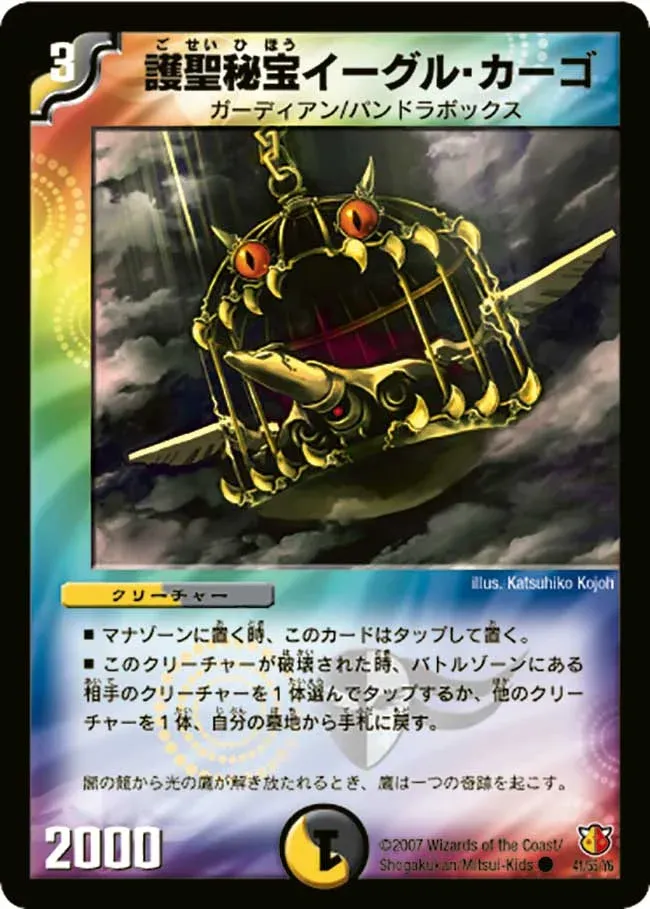 3
ごせいひほう
護聖秘宝イーグル・カーゴ
ガーディアン/パンドラボックス
illus. Katsuhiko Kojoh
クリーチャー
■ マナゾーンに置く時、このカードはタップして置く。
■ このクリーチャーが破壊された時、バトルゾーンにある
相手のクリーチャーを1体選んでタップするか、他のクリー
チャーを1体、自分の墓地から手札に戻す。
闇の籠から光の鷹が解き放たれるとき、鷹は一つの奇跡を起こす。
2000
1
©2007 Wizards of the Coast/
Shogakukan/Mitsui-Kids
41/55 Y6